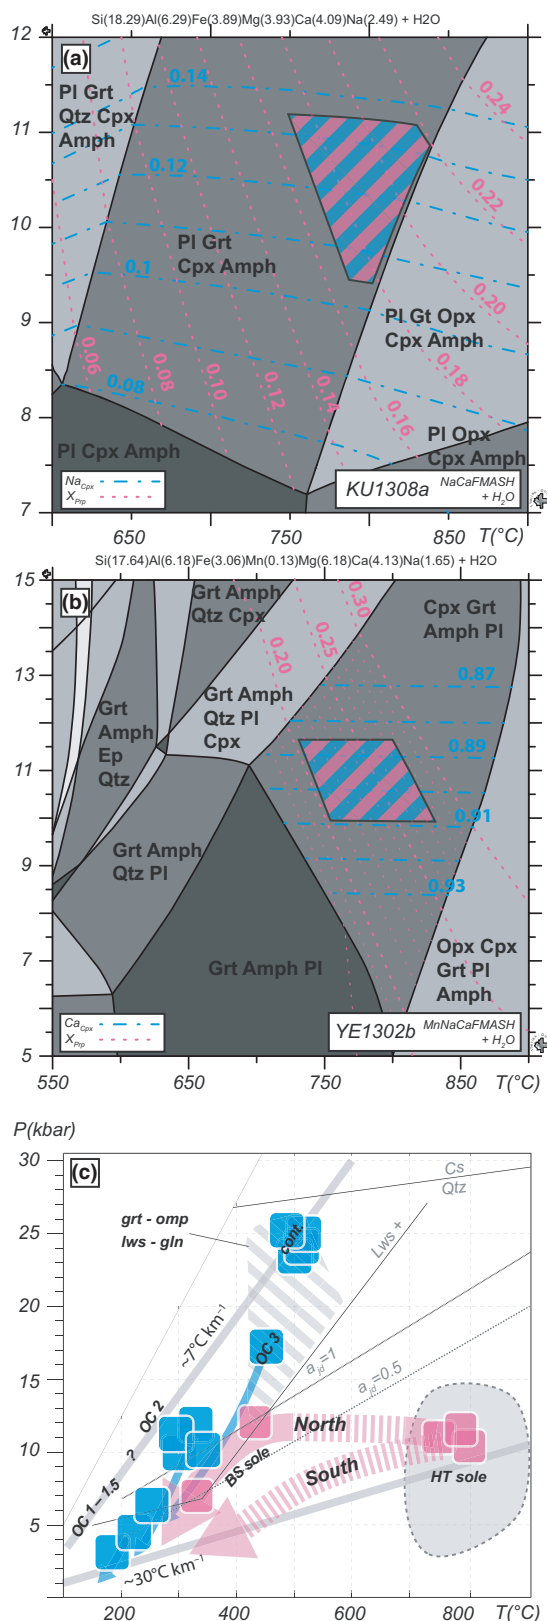 Si(18.29)Al(6.29)Fe(3.89)Mg(3.93)Ca(4.09)Na(2.49) + H2O
12
(a)
0.14
0.24
Pl Grt
Qtz Cpx
Amph
11
0.12
0.22
10
Pl Grt
Cpx Amph
0.1
0.20
9
Pl Gt Opx
Cpx Amph
0.06
0.08
0.10
0.12
0.14
0.16
0.18
0.08
8
Pl Opx
Cpx Amph
Pl Cpx Amph
Na Cpx
X Prp
KU1308a
NaCaFMASH
+ H2O
7
650
750
850
T(°C)
Si(17.64)Al(6.18)Fe(3.06)Mn(0.13)Mg(6.18)Ca(4.13)Na(1.65) + H2O
15
(b)
Grt Amph
Qtz Cpx
0.20
0.25
0.30
Cpx Grt
Amph Pl
13
0.87
Grt Amph
Qtz Pl
Cpx
Grt
Amph
Ep
Qtz
0.89
11
0.91
9
Grt Amph
Qtz Pl
0.93
7
Grt Amph Pl
Opx Cpx
Grt Pl
Amph
Ca Cpx
X Prp
YE1302b
MnNaCaFMASH
+ H2O
5
550
650
750
850
T(°C)
P(kbar)
30
(c)
Cs
Qtz
grt - omp
lws - gln
25
cont.
Lws +
20
~7°C km⁻¹
OC 3
a jd=1
a jd=0.5
15
OC 2
North
10
?
BS sole
South
HT sole
OC 1 – 1.5
5
~30°C km⁻¹
200
400
600
T(°C)
800